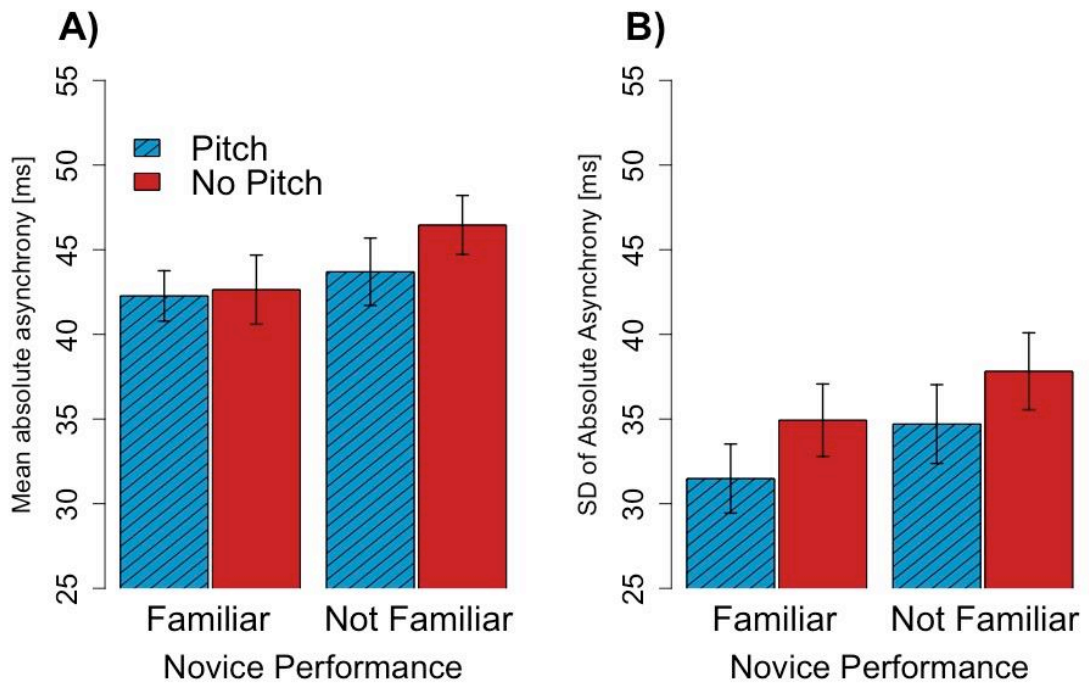 A)
Mean absolute asynchrony [ms]
55
50
45
40
35
30
25
Pitch
No Pitch
Familiar
Not Familiar
Novice Performance
B)
SD of Absolute Asynchrony [ms]
55
50
45
40
35
30
25
Familiar
Not Familiar
Novice Performance